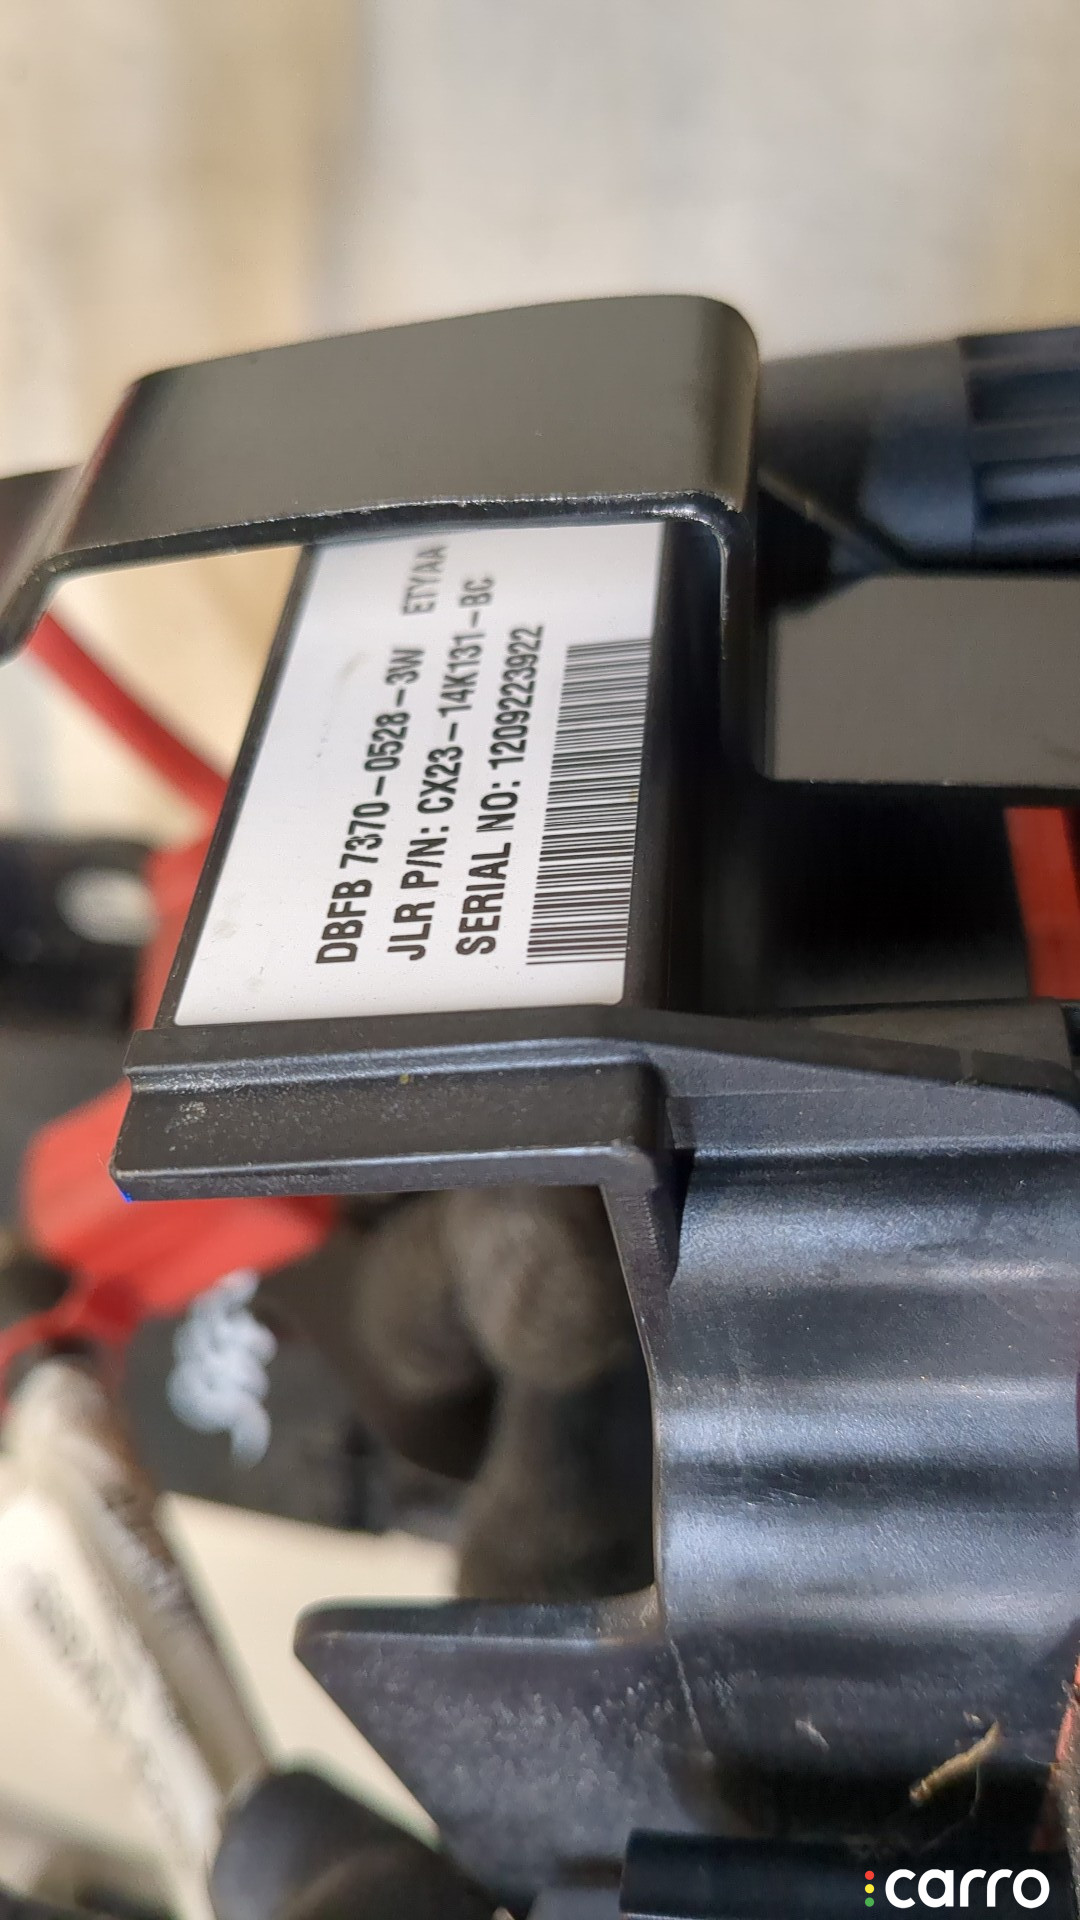 DBFB 7370-0528-3W ETYAA
JLR P/N: CX23-14K131-BC
SERIAL NO: 1209223922
carro